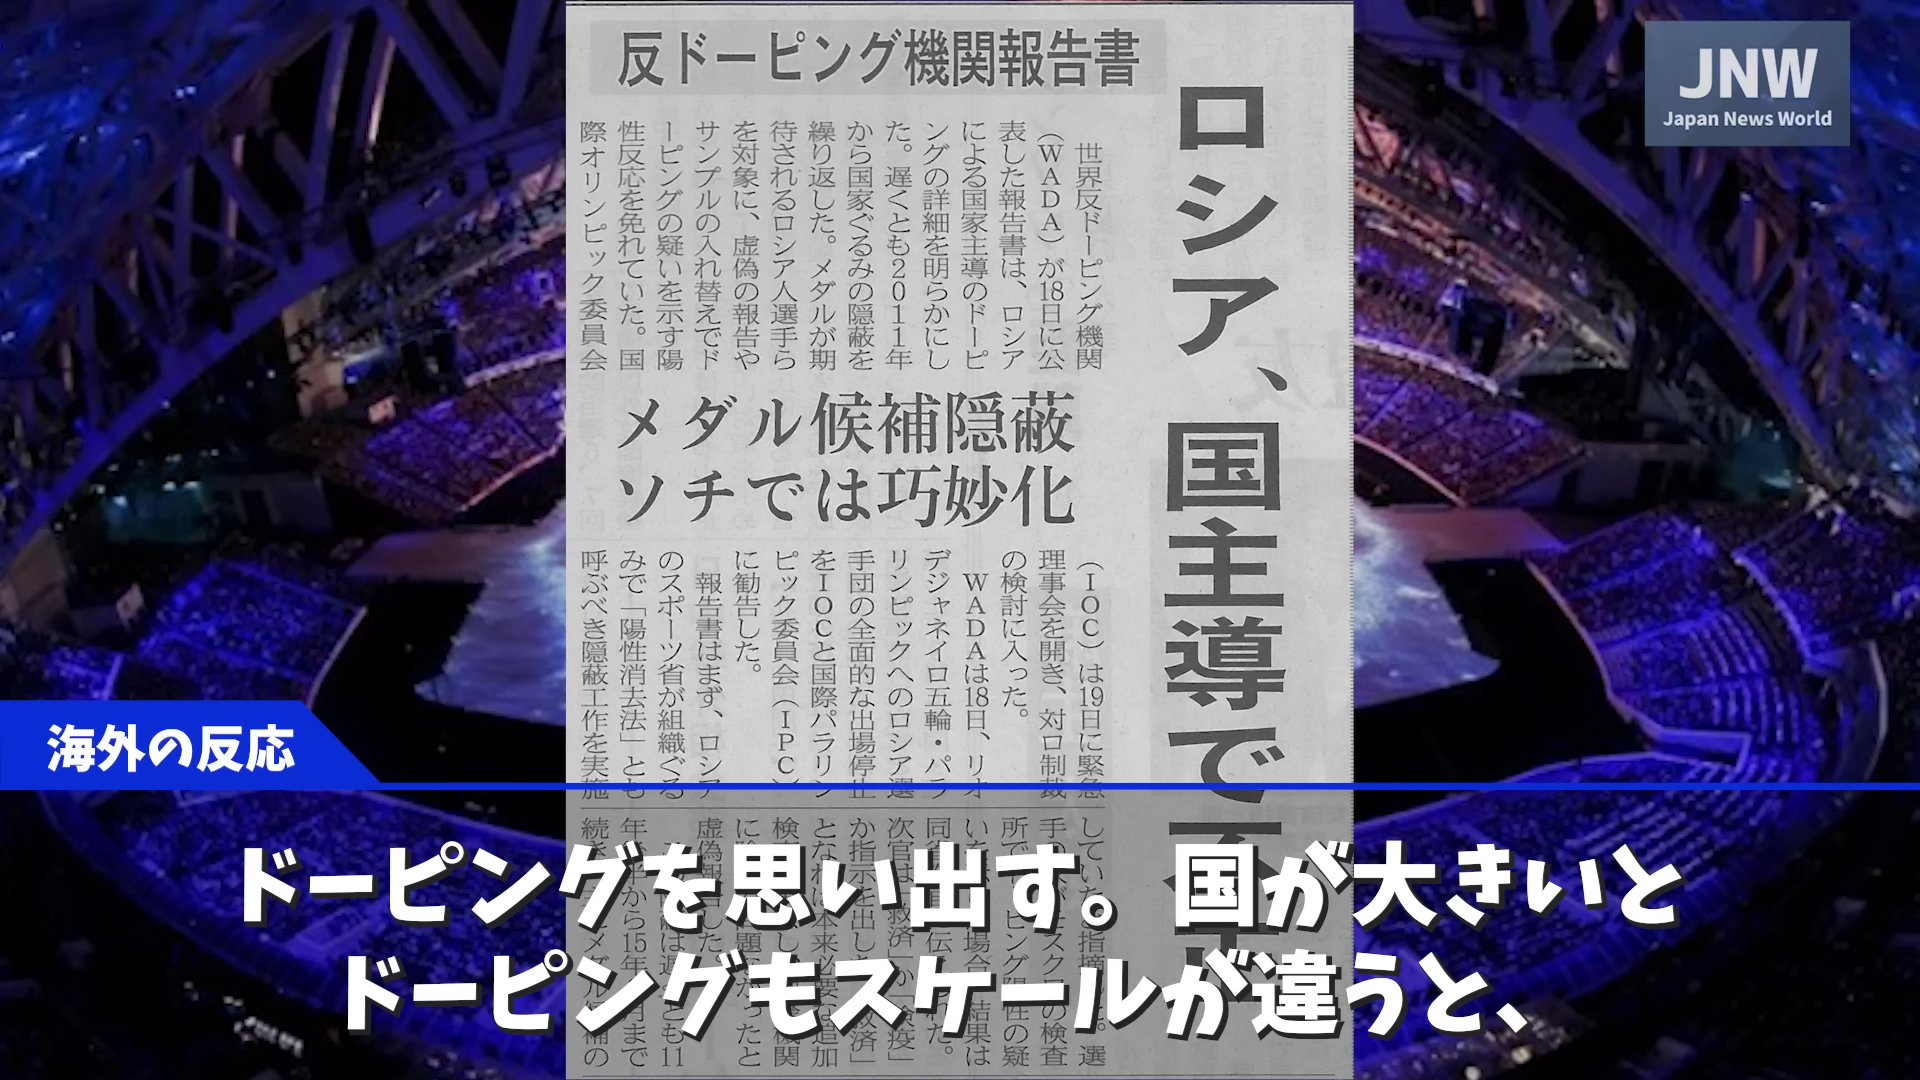 JNW
Japan News World
反ドーピング機関報告書
ロシア、国主導で
世界反ドーピング機関
（WADA）が18日に公
表した報告書は、ロシア
による国家主導のドーピ
ングの詳細を明らかにし
た。遅くとも2011年
から国家ぐるみの隠蔽を
繰り返した。メダルが期
待されるロシア人選手ら
を対象に、虚偽の報告や
サンプルの入れ替えでド
ーピングの疑いを示す陽
性反応を免れていた。国
際オリンピック委員会
メダル候補隠蔽
ソチでは巧妙化
（IOC）は19日に緊急
理事会を開き、対ロ制裁
の検討に入った。
WADAは18日、リオ
デジャネイロ五輪・パラ
リンピックへのロシア選
手団の全面的な出場停止
をIOCと国際パラリン
ピック委員会（IPC）
に勧告した。
報告書はまず、ロシア
のスポーツ省が組織ぐる
みで「陽性消去法」とも
呼ぶべき隠蔽工作を実施
海外の反応
ドーピングを思い出す。国が大きいと
ドーピングもスケールが違うと、